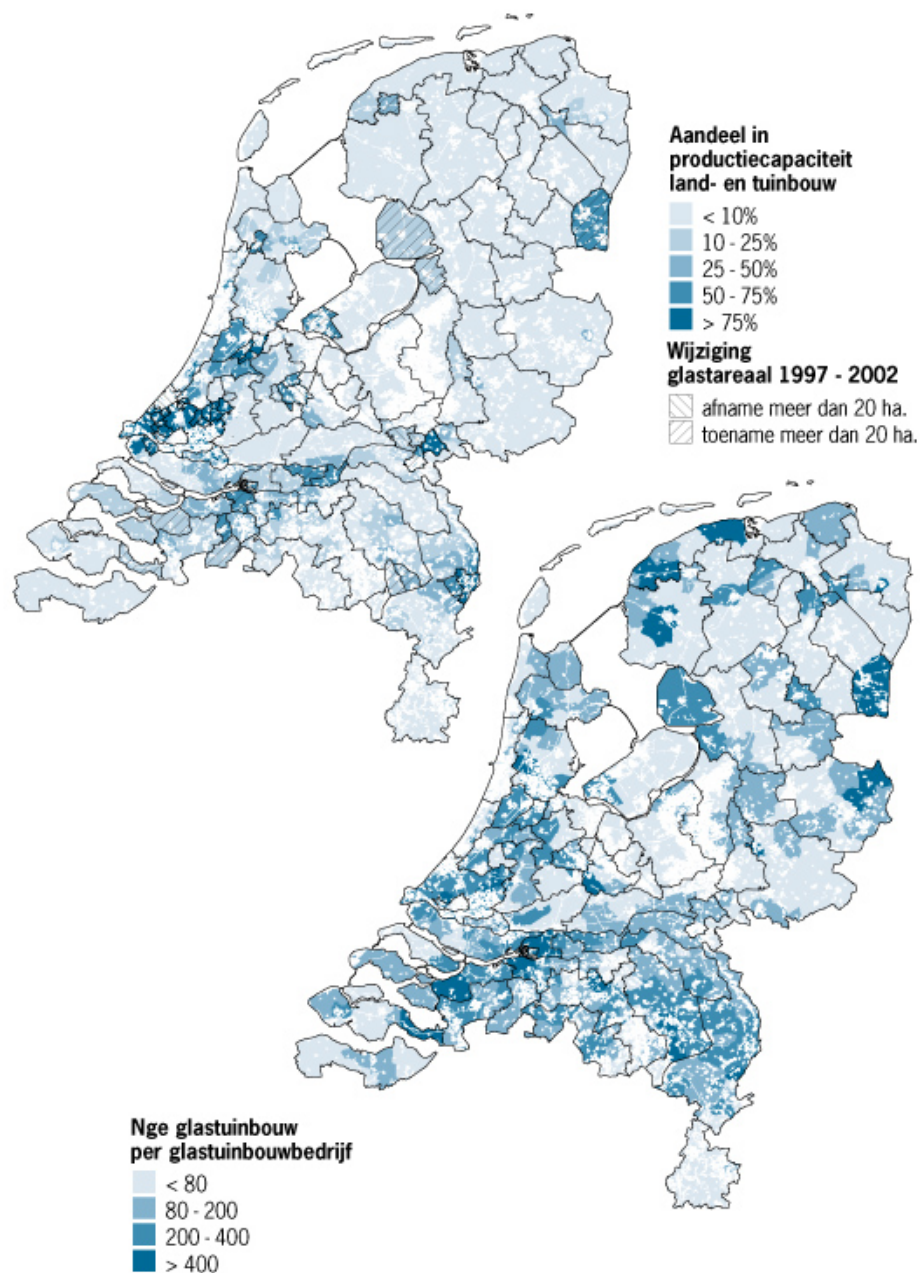 Aandeel in
productiecapaciteit
land- en tuinbouw
< 10%
10 - 25%
25 - 50%
50 - 75%
> 75%
Wijziging
glastareaal 1997 - 2002
afname meer dan 20 ha.
toename meer dan 20 ha.
Nge glastuinbouw
per glastuinbouwbedrijf
< 80
80 - 200
200 - 400
> 400